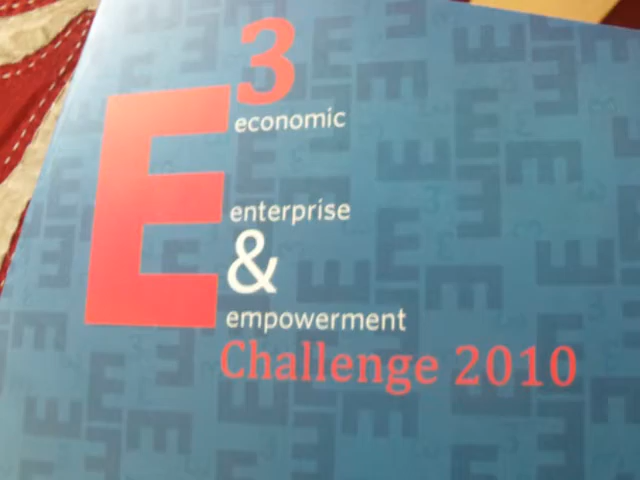 E3
economic
enterprise
&
empowerment
Challenge 2010